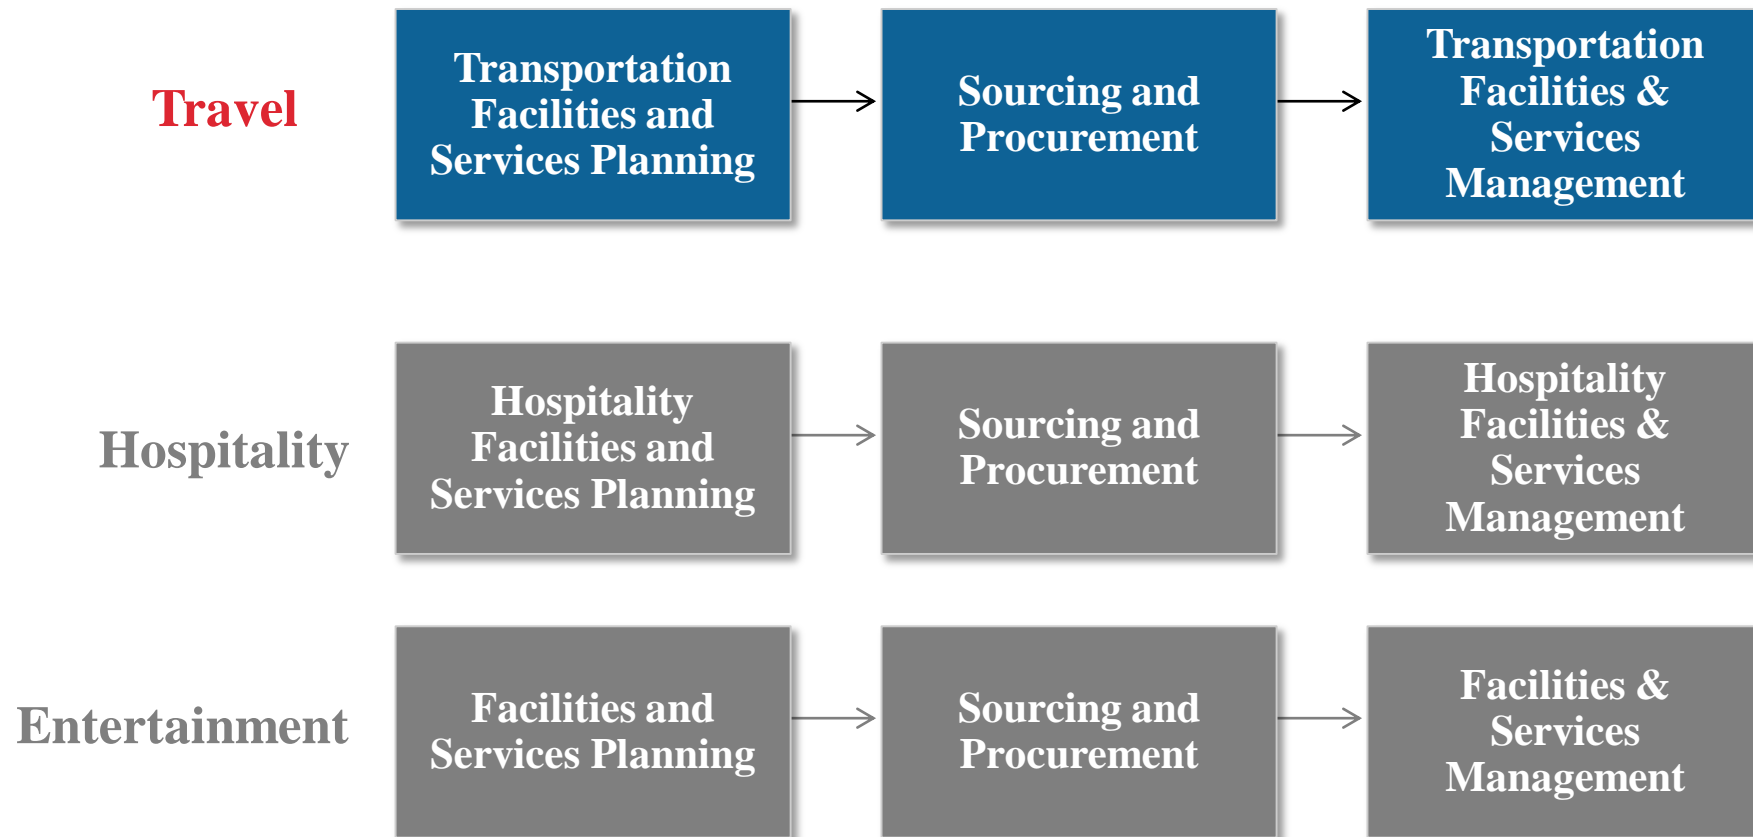 Travel
Transportation
Facilities and
Services Planning
Sourcing and
Procurement
Transportation
Facilities &
Services
Management
Hospitality
Hospitality
Facilities and
Services Planning
Sourcing and
Procurement
Hospitality
Facilities &
Services
Management
Entertainment
Facilities and
Services Planning
Sourcing and
Procurement
Facilities &
Services
Management